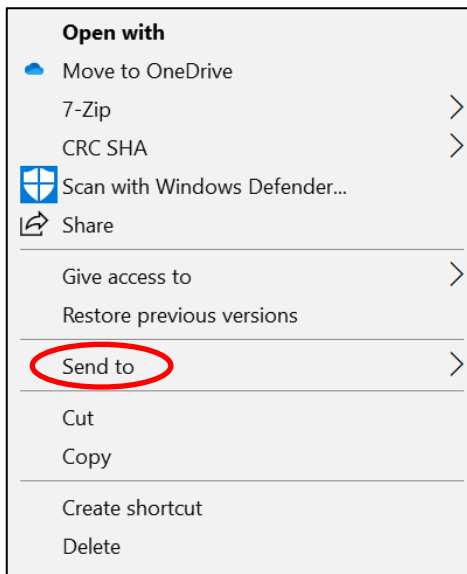 Open with
Move to OneDrive
7-Zip
CRC SHA
Scan with Windows Defender...
Share
Give access to
Restore previous versions
Send to
Cut
Copy
Create shortcut
Delete